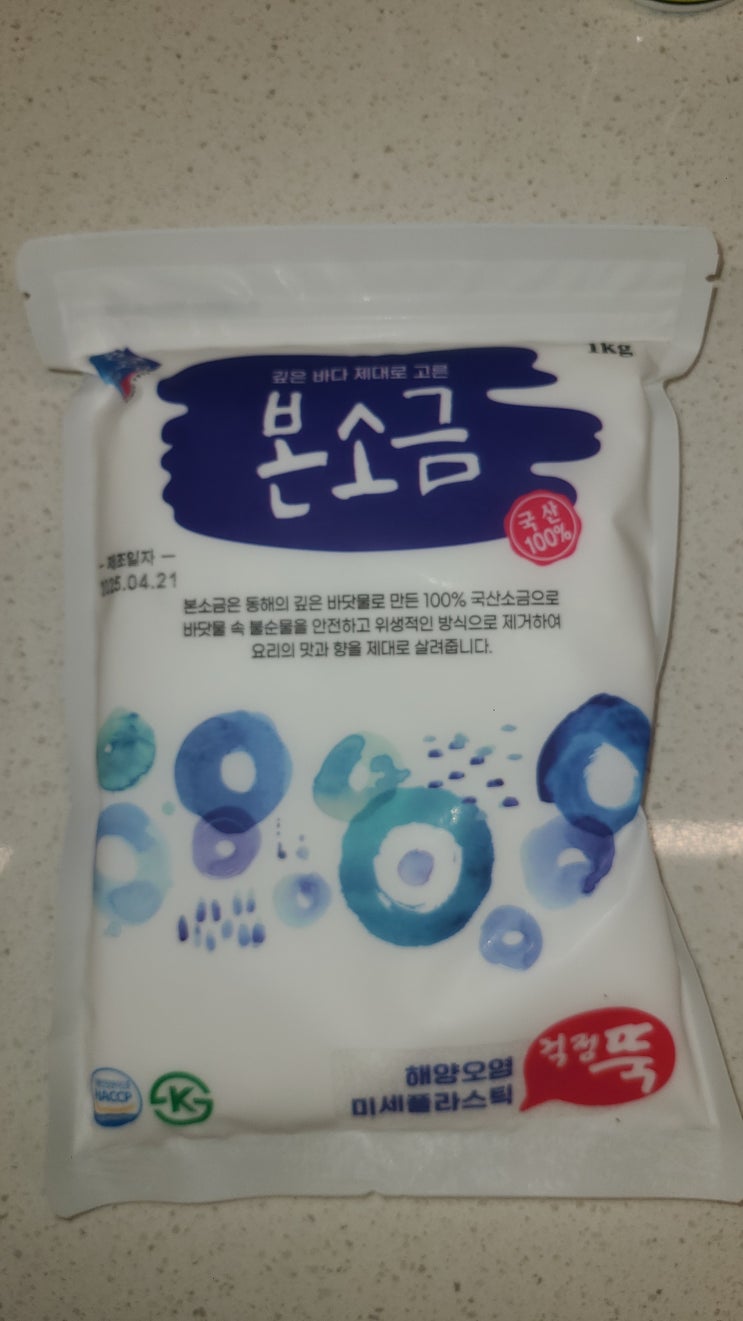 1kg
깊은 바다 제대로 고른
본소금
국산
100%
- 제조일자 -
2025.04.21
본소금은 동해의 깊은 바닷물로 만든 100% 국산소금으로
바닷물 속 불순물을 안전하고 위생적인 방식으로 제거하여
요리의 맛과 향을 제대로 살려줍니다.
걱정 뚝
해양오염
미세플라스틱
HACCP
K